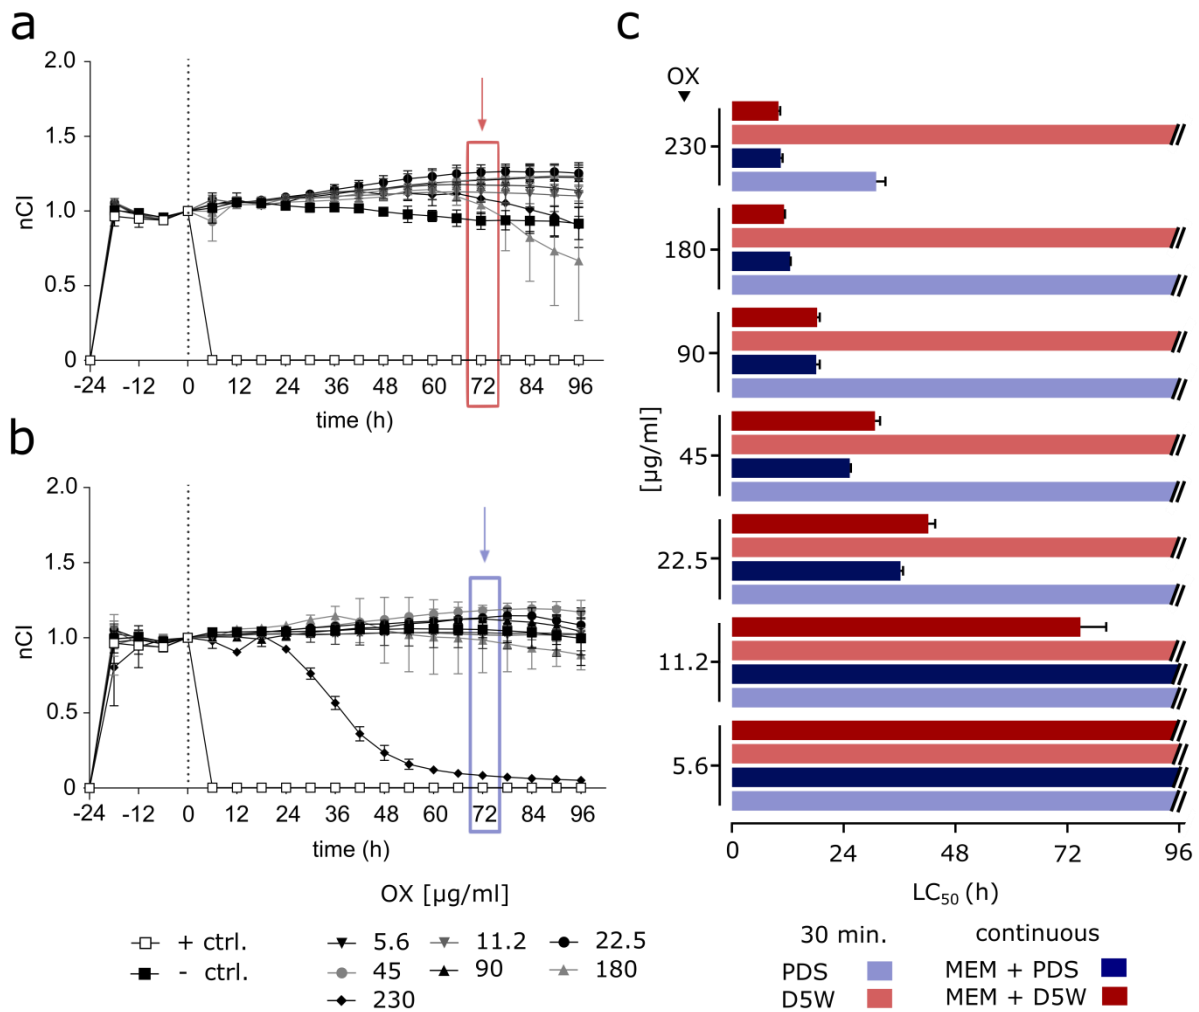 a
2.0
1.5
1.0
0.5
0
nCI
-24 -12 0 12 24 36 48 60 72 84 96
time (h)
b
2.0
1.5
1.0
0.5
0
nCI
-24 -12 0 12 24 36 48 60 72 84 96
time (h)
OX [µg/ml]
+ ctrl. 5.6 11.2 22.5
- ctrl. 45 90 180
230
c
OX
230
180
90
45
22.5
11.2
5.6
[µg/ml]
0 24 48 72 96
LC50 (h)
30 min. continuous
PDS MEM + PDS
D5W MEM + D5W